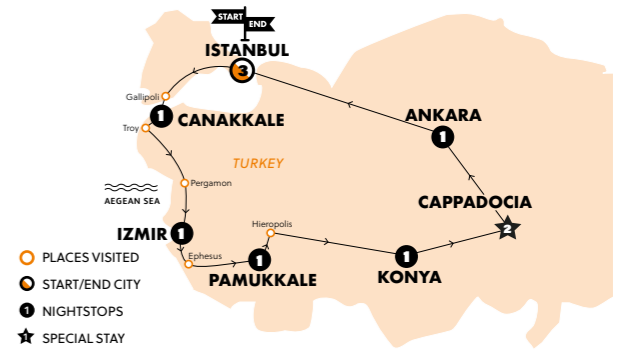 START
END
ISTANBUL
3
Gallipoli
1 CANAKKALE
Troy
ANKARA
1
TURKEY
Pergamon
AEGEAN SEA
CAPPADOCIA
2
IZMIR 1
Hieropolis
Ephesus
1
PAMUKKALE
1
KONYA
PLACES VISITED
START/END CITY
1 NIGHTSTOPS
1 SPECIAL STAY